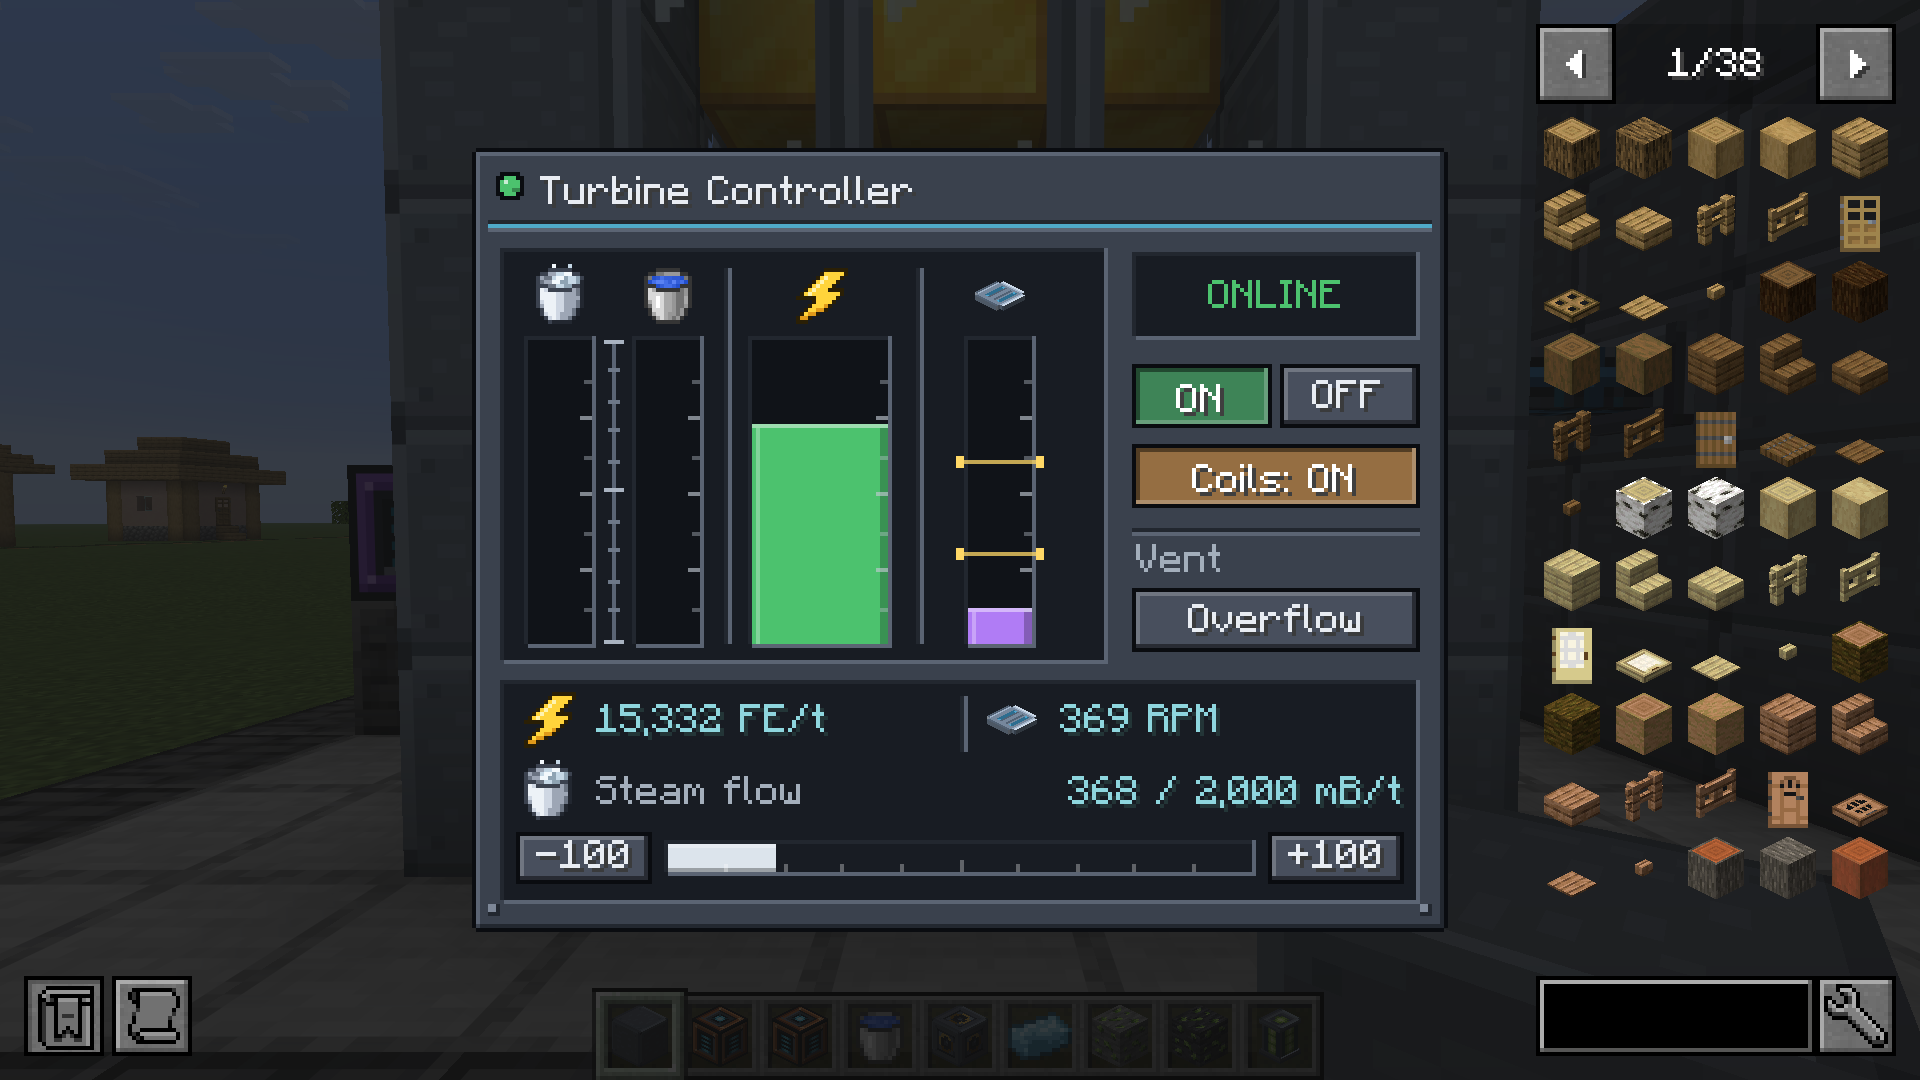 1/38
Turbine Controller
ONLINE
ON
OFF
Coils: ON
Vent
Overflow
15,332 FE/t
369 RPM
Steam flow
368 / 2,000 mB/t
-100
+100